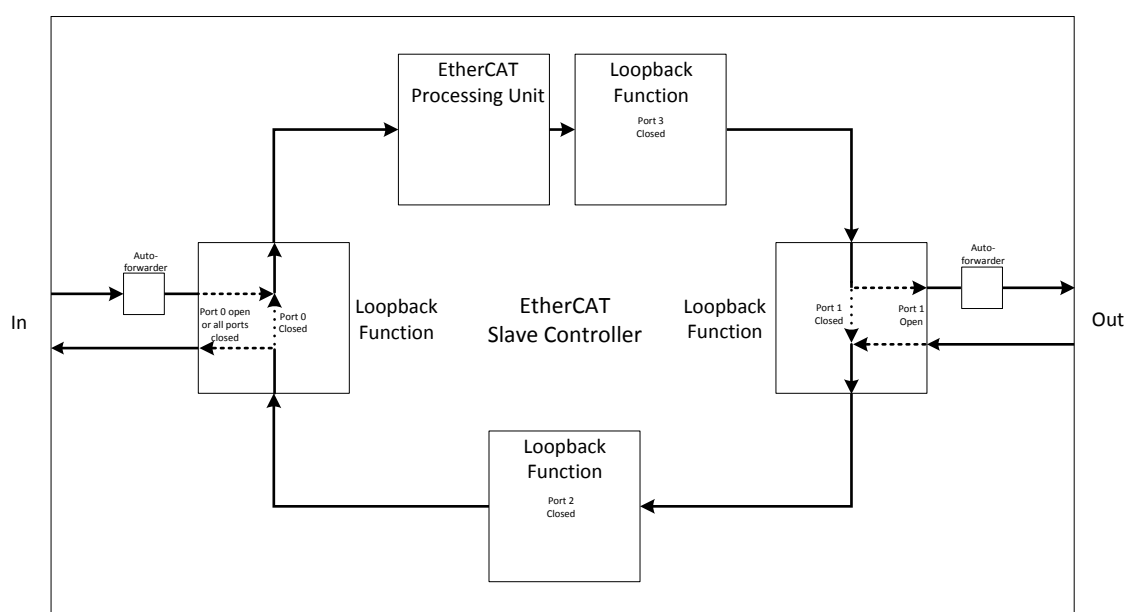 EtherCAT
Processing Unit
Loopback
Function
Port 3
Closed
Auto-
forwarder
Auto-
forwarder
In
Port 0 open
or all ports
closed
Port 0
Closed
Loopback
Function
EtherCAT
Slave Controller
Loopback
Function
Port 1
Closed
Port 1
Open
Out
Loopback
Function
Port 2
Closed